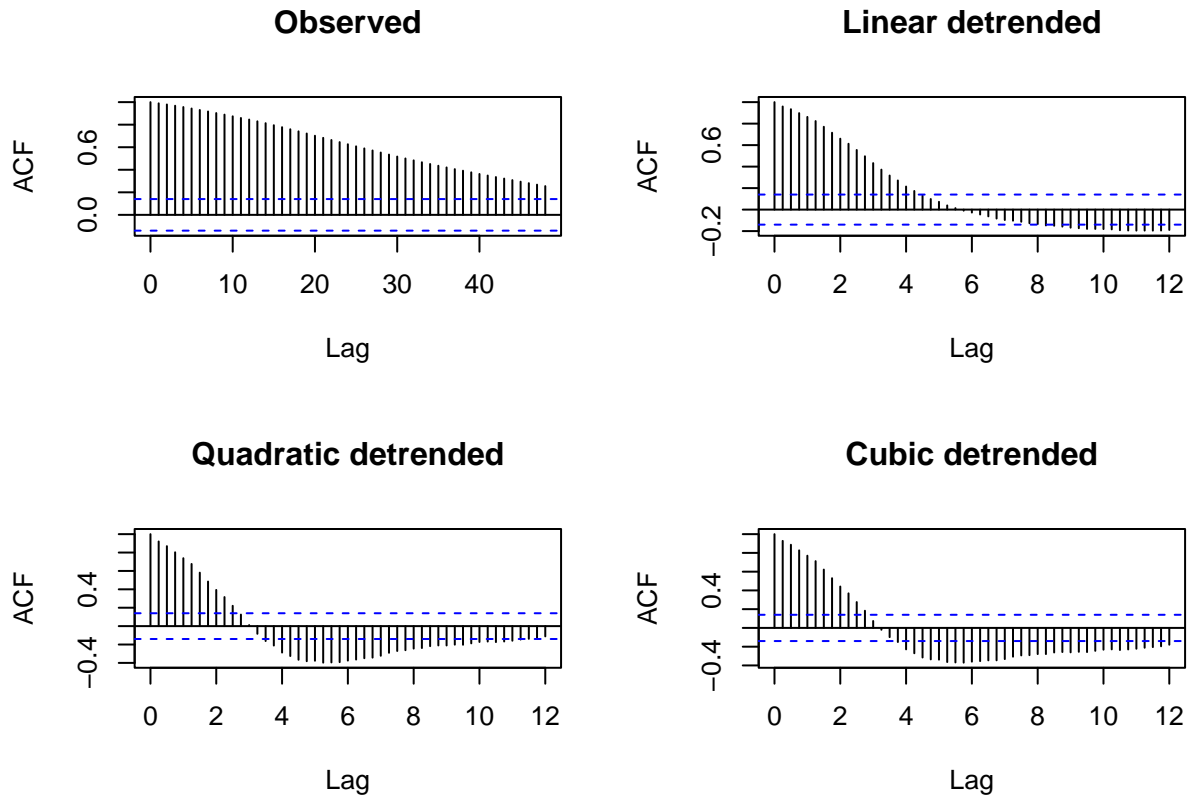 Observed
ACF
0.0 0.6
0 10 20 30 40
Lag
Linear detrended
ACF
−0.2 0.6
0 2 4 6 8 10 12
Lag
Quadratic detrended
ACF
−0.4 0.4
0 2 4 6 8 10 12
Lag
Cubic detrended
ACF
−0.4 0.4
0 2 4 6 8 10 12
Lag